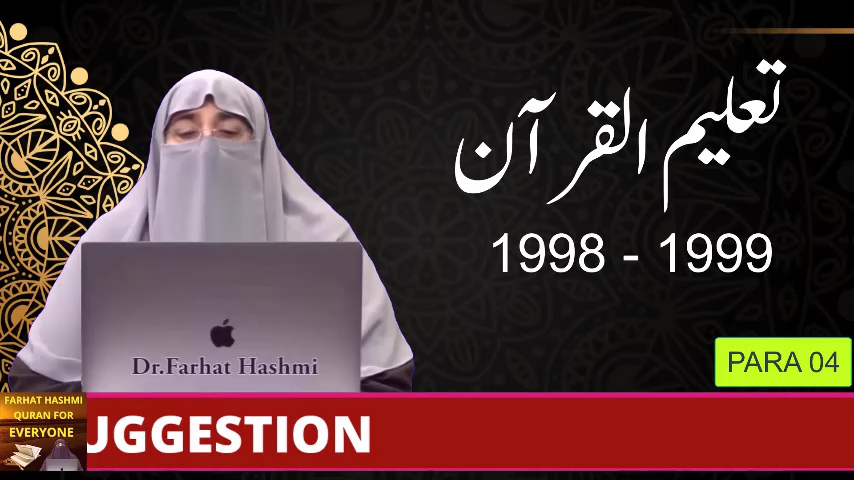 تعلیم القرآن
1998 - 1999
Dr.Farhat Hashmi
PARA 04
FARHAT HASHMI
QURAN FOR
EVERYONE
UGGESTION